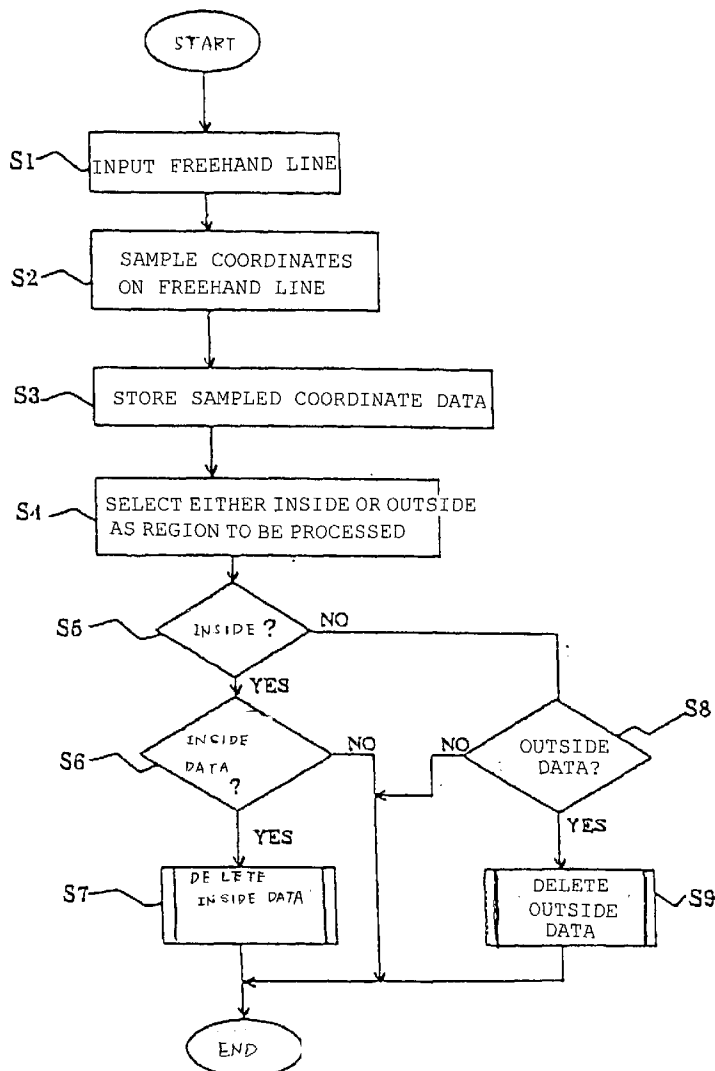 START
S1
INPUT FREEHAND LINE
S2
SAMPLE COORDINATES
ON FREEHAND LINE
S3
STORE SAMPLED COORDINATE DATA
S4
SELECT EITHER INSIDE OR OUTSIDE
AS REGION TO BE PROCESSED
S5
INSIDE ?
NO
YES
S6
INSIDE
DATA
?
NO
YES
S8
OUTSIDE
DATA?
NO
YES
S7
DELETE
INSIDE DATA
S9
DELETE
OUTSIDE
DATA
END